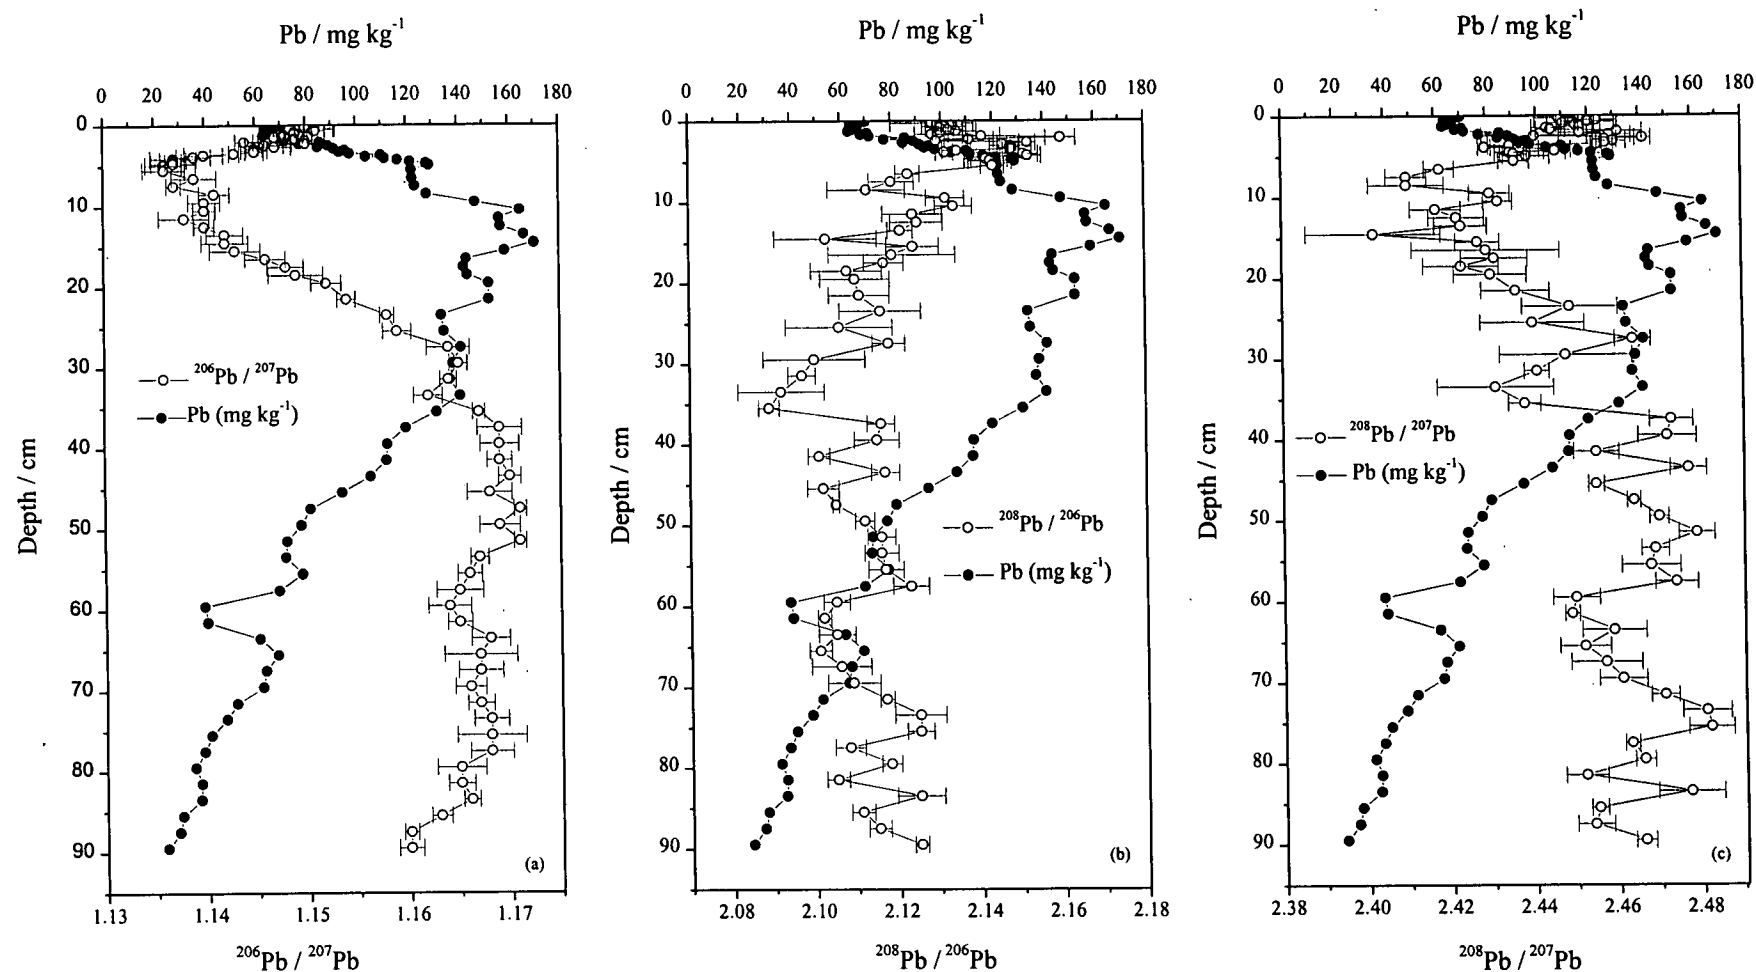 Pb / mg kg⁻¹
0 20 40 60 80 100 120 140 160 180
0
10
20
30
40
50
60
70
80
90
Depth / cm
²⁰⁶Pb / ²⁰⁷Pb
Pb (mg kg⁻¹)
(a)
1.13 1.14 1.15 1.16 1.17
²⁰⁶Pb / ²⁰⁷Pb
Pb / mg kg⁻¹
0 20 40 60 80 100 120 140 160 180
0
10
20
30
40
50
60
70
80
90
Depth / cm
²⁰⁸Pb / ²⁰⁶Pb
Pb (mg kg⁻¹)
(b)
2.08 2.10 2.12 2.14 2.16 2.18
²⁰⁸Pb / ²⁰⁶Pb
Pb / mg kg⁻¹
0 20 40 60 80 100 120 140 160 180
0
10
20
30
40
50
60
70
80
90
Depth / cm
²⁰⁸Pb / ²⁰⁷Pb
Pb (mg kg⁻¹)
(c)
2.38 2.40 2.42 2.44 2.46 2.48
²⁰⁸Pb / ²⁰⁷Pb